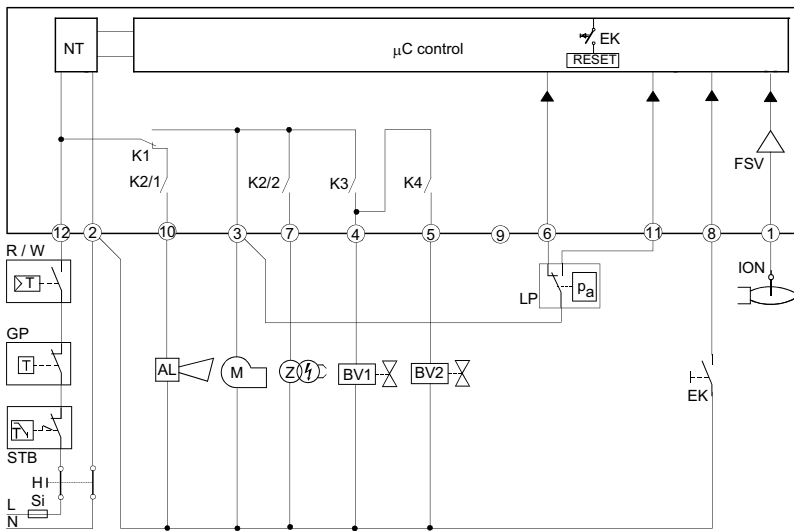 NT
µC control
EK
RESET
FSV
K1
K2/1
K2/2
K3
K4
12
2
10
3
7
4
5
9
6
11
8
1
R / W
T
LP
pa
ION
GP
T
AL
M
Z
BV1
BV2
EK
T
STB
H
Si
L
N